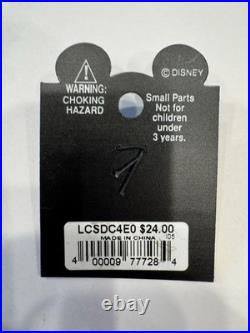 © DISNEY
WARNING:
CHOKING
HAZARD
Small Parts
Not for
children
under
3 years.
LCSDC4E0 $24.00
MADE IN CHINA
4 00009 77728 4